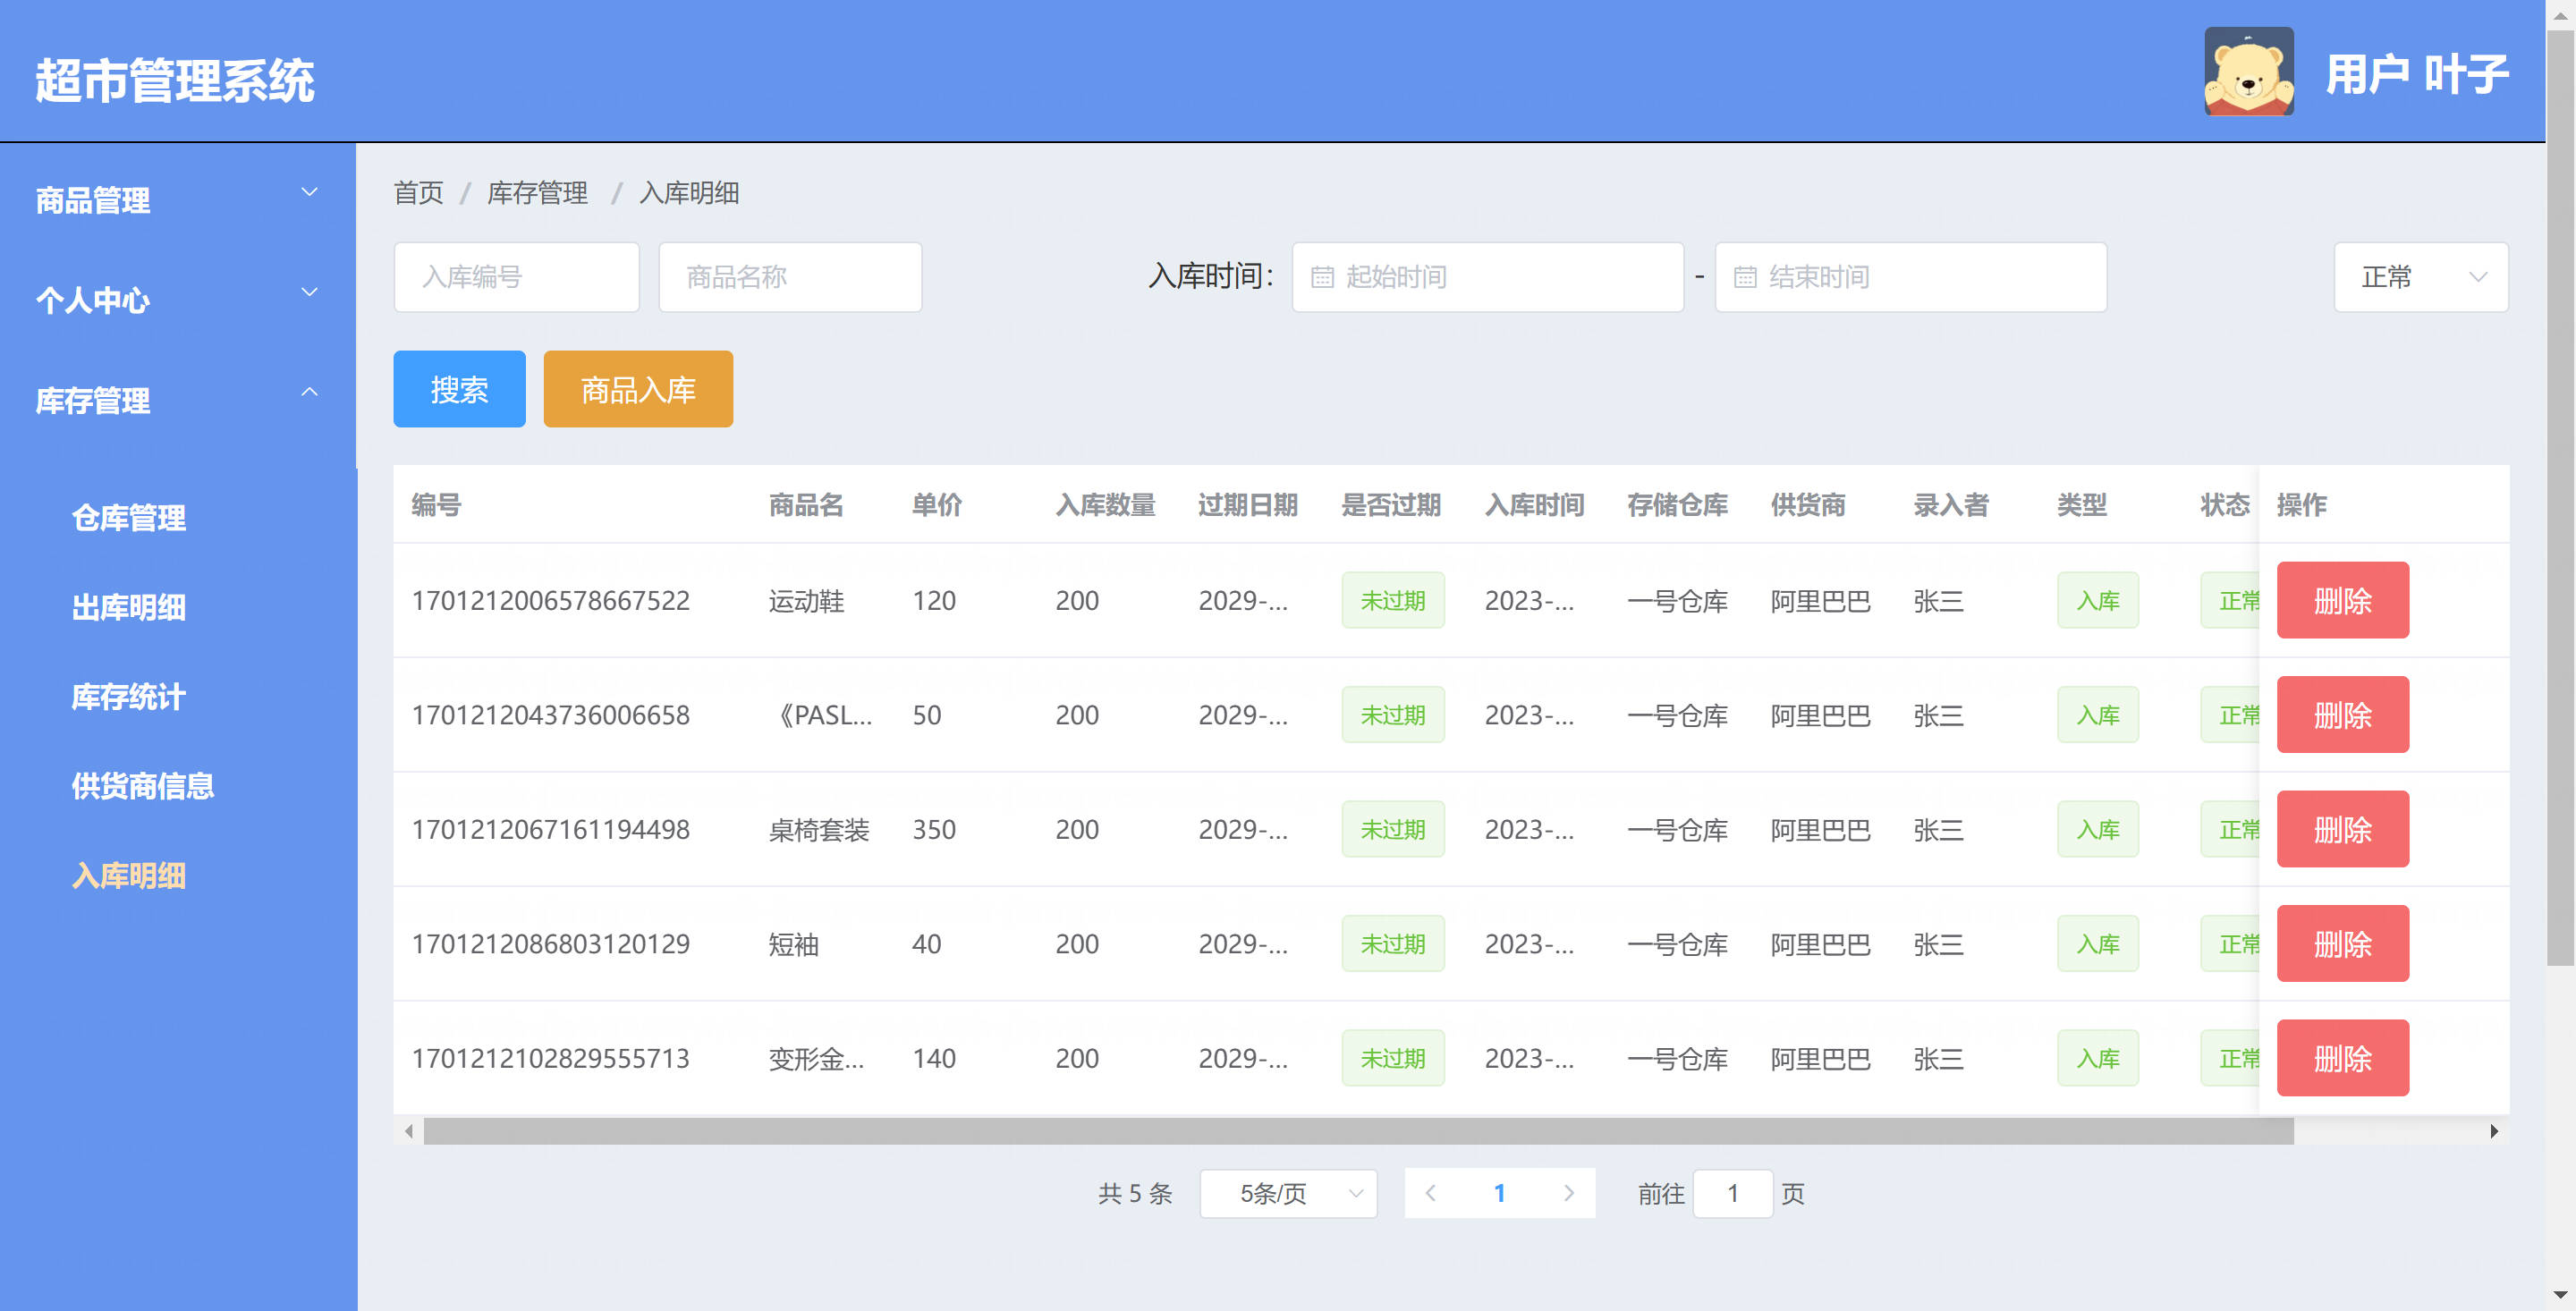 超市管理系统
用户 叶子
商品管理
个人中心
库存管理
仓库管理
出库明细
库存统计
供货商信息
入库明细
首页 / 库存管理 / 入库明细
入库编号 商品名称 入库时间： 起始时间 - 结束时间 正常
搜索 商品入库
编号 商品名 单价 入库数量 过期日期 是否过期 入库时间 存储仓库 供货商 录入者 类型 状态 操作
1701212006578667522 运动鞋 120 200 2029-... 未过期 2023-... 一号仓库 阿里巴巴 张三 入库 正常 删除
1701212043736006658 《PASL... 50 200 2029-... 未过期 2023-... 一号仓库 阿里巴巴 张三 入库 正常 删除
1701212067161194498 桌椅套装 350 200 2029-... 未过期 2023-... 一号仓库 阿里巴巴 张三 入库 正常 删除
1701212086803120129 短袖 40 200 2029-... 未过期 2023-... 一号仓库 阿里巴巴 张三 入库 正常 删除
1701212102829555713 变形金... 140 200 2029-... 未过期 2023-... 一号仓库 阿里巴巴 张三 入库 正常 删除
共 5 条 5条/页 1 前往 1 页